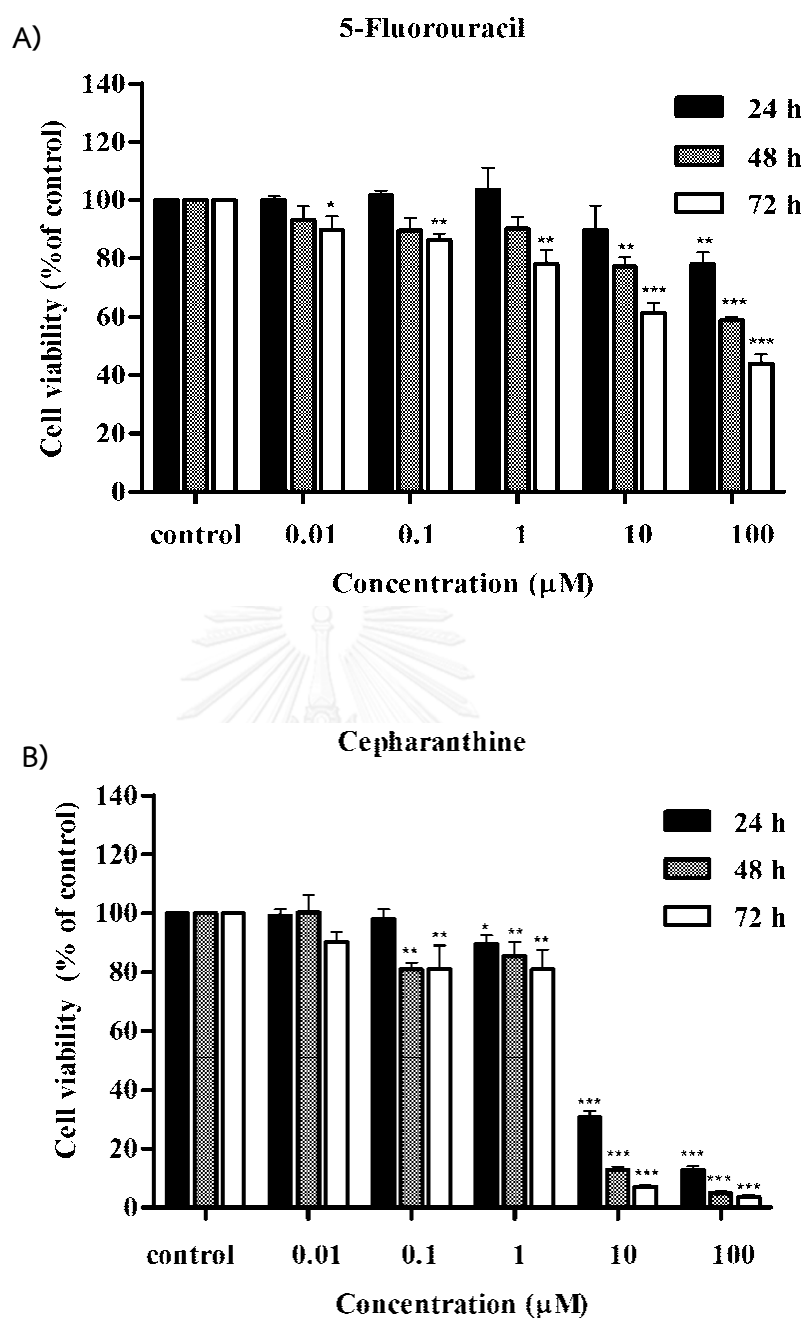 A)
5-Fluorouracil
Cell viability (% of control)
140
120
100
80
60
40
20
0
24 h
48 h
72 h
*
**
**
**
***
**
***
***
control 0.01 0.1 1 10 100
Concentration (μM)
B)
Cepharanthine
Cell viability (% of control)
140
120
100
80
60
40
20
0
24 h
48 h
72 h
**
**
*
**
**
***
***
***
***
***
***
control 0.01 0.1 1 10 100
Concentration (μM)